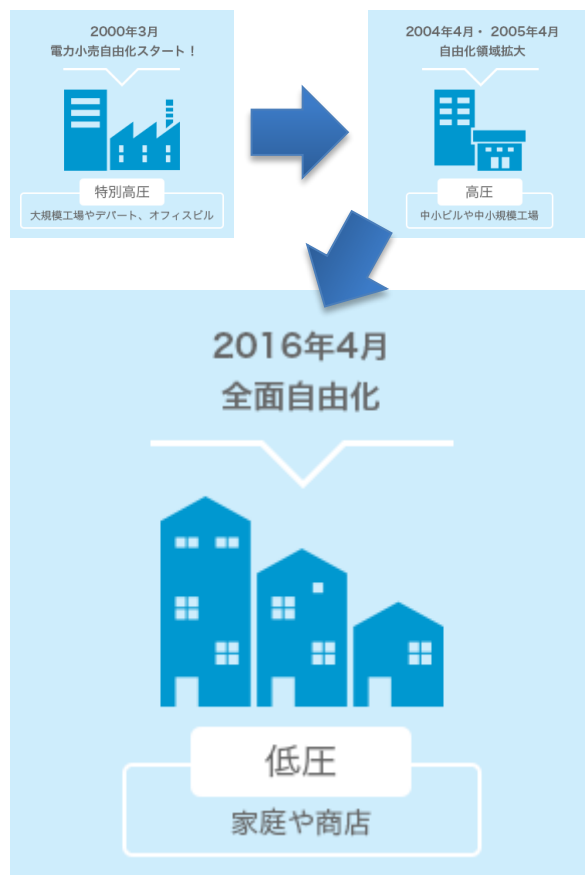 2000年3月
電力小売自由化スタート！
特別高圧
大規模工場やデパート、オフィスビル
2004年4月・ 2005年4月
自由化領域拡大
高圧
中小ビルや中小規模工場
2016年4月
全面自由化
低圧
家庭や商店